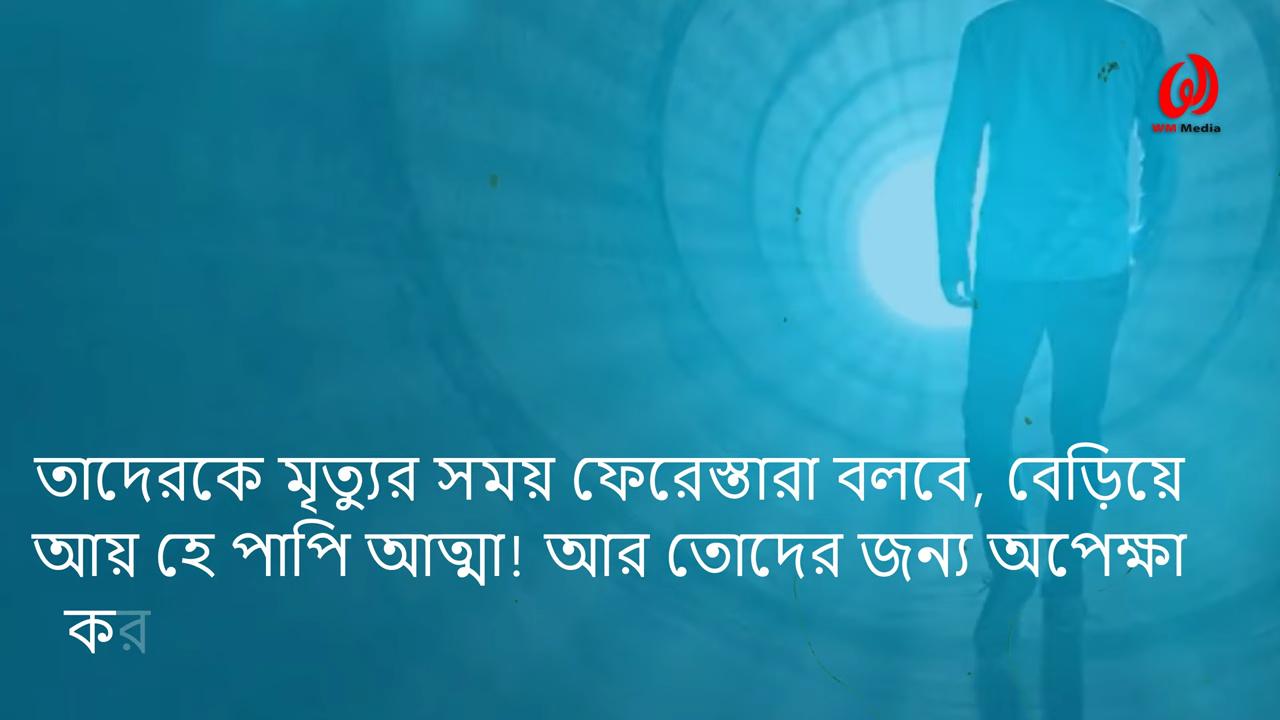 WM Media
তাদেরকে মৃত্যুর সময় ফেরেস্তারা বলবে, বেড়িয়ে
আয় হে পাপি আত্মা! আর তোদের জন্য অপেক্ষা
কর